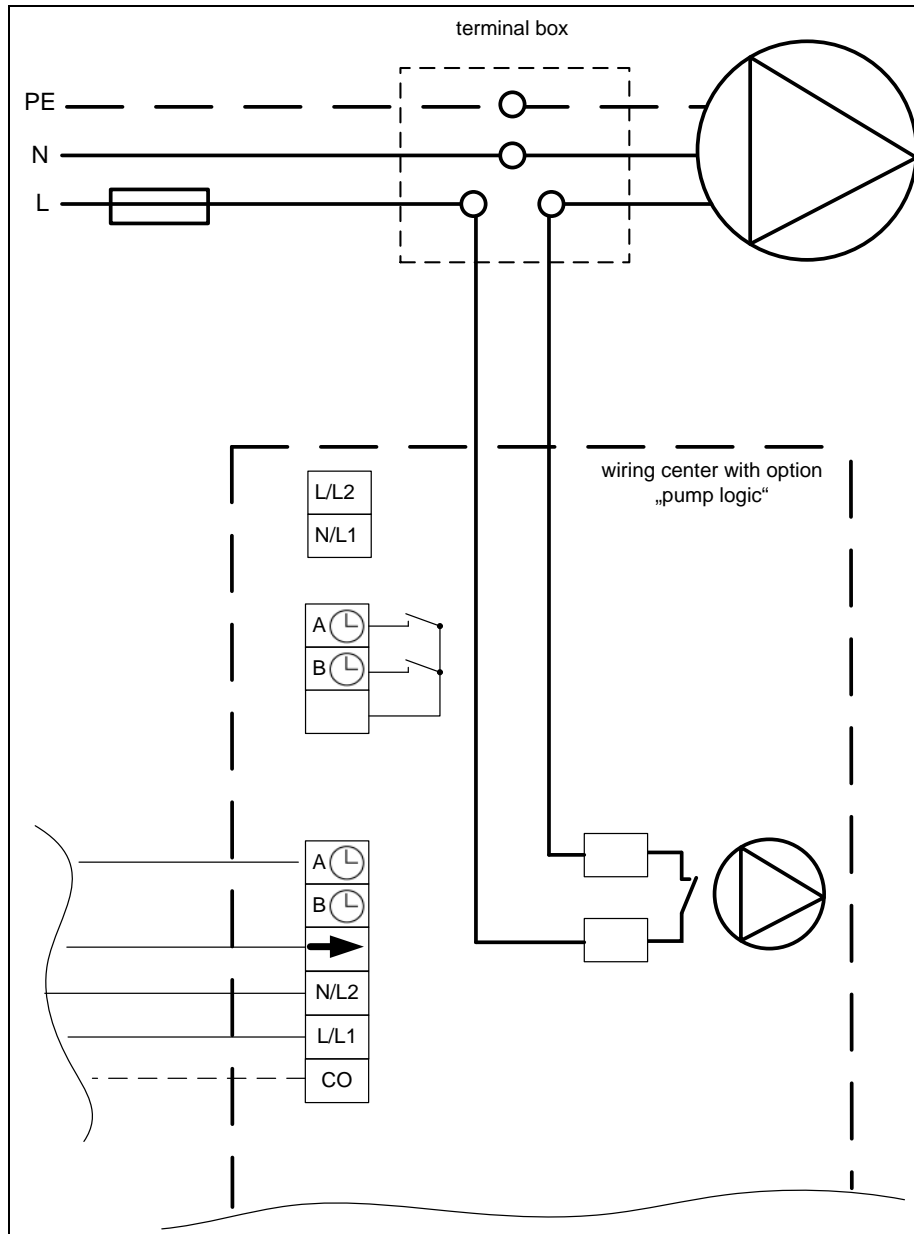 terminal box
PE
N
L
wiring center with option
„pump logic“
L/L2
N/L1
A
B
A
B
N/L2
L/L1
CO